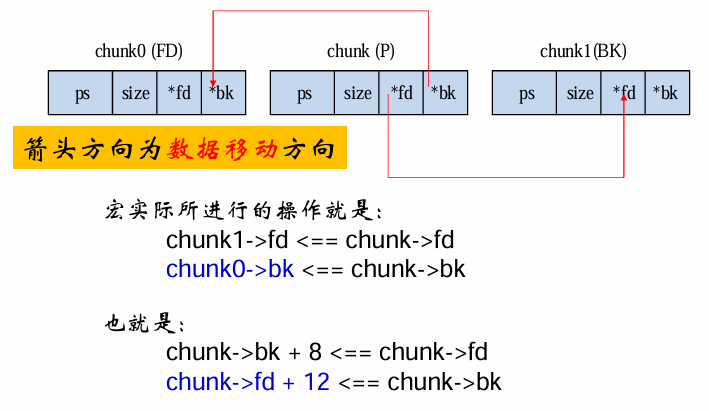 chunk0 (FD) chunk (P) chunk1(BK)
ps size *fd *bk ps size *fd *bk ps size *fd *bk
箭头方向为数据移动方向
宏实际所进行的操作就是：
chunk1->fd <== chunk->fd
chunk0->bk <== chunk->bk
也就是：
chunk->bk + 8 <== chunk->fd
chunk->fd + 12 <== chunk->bk